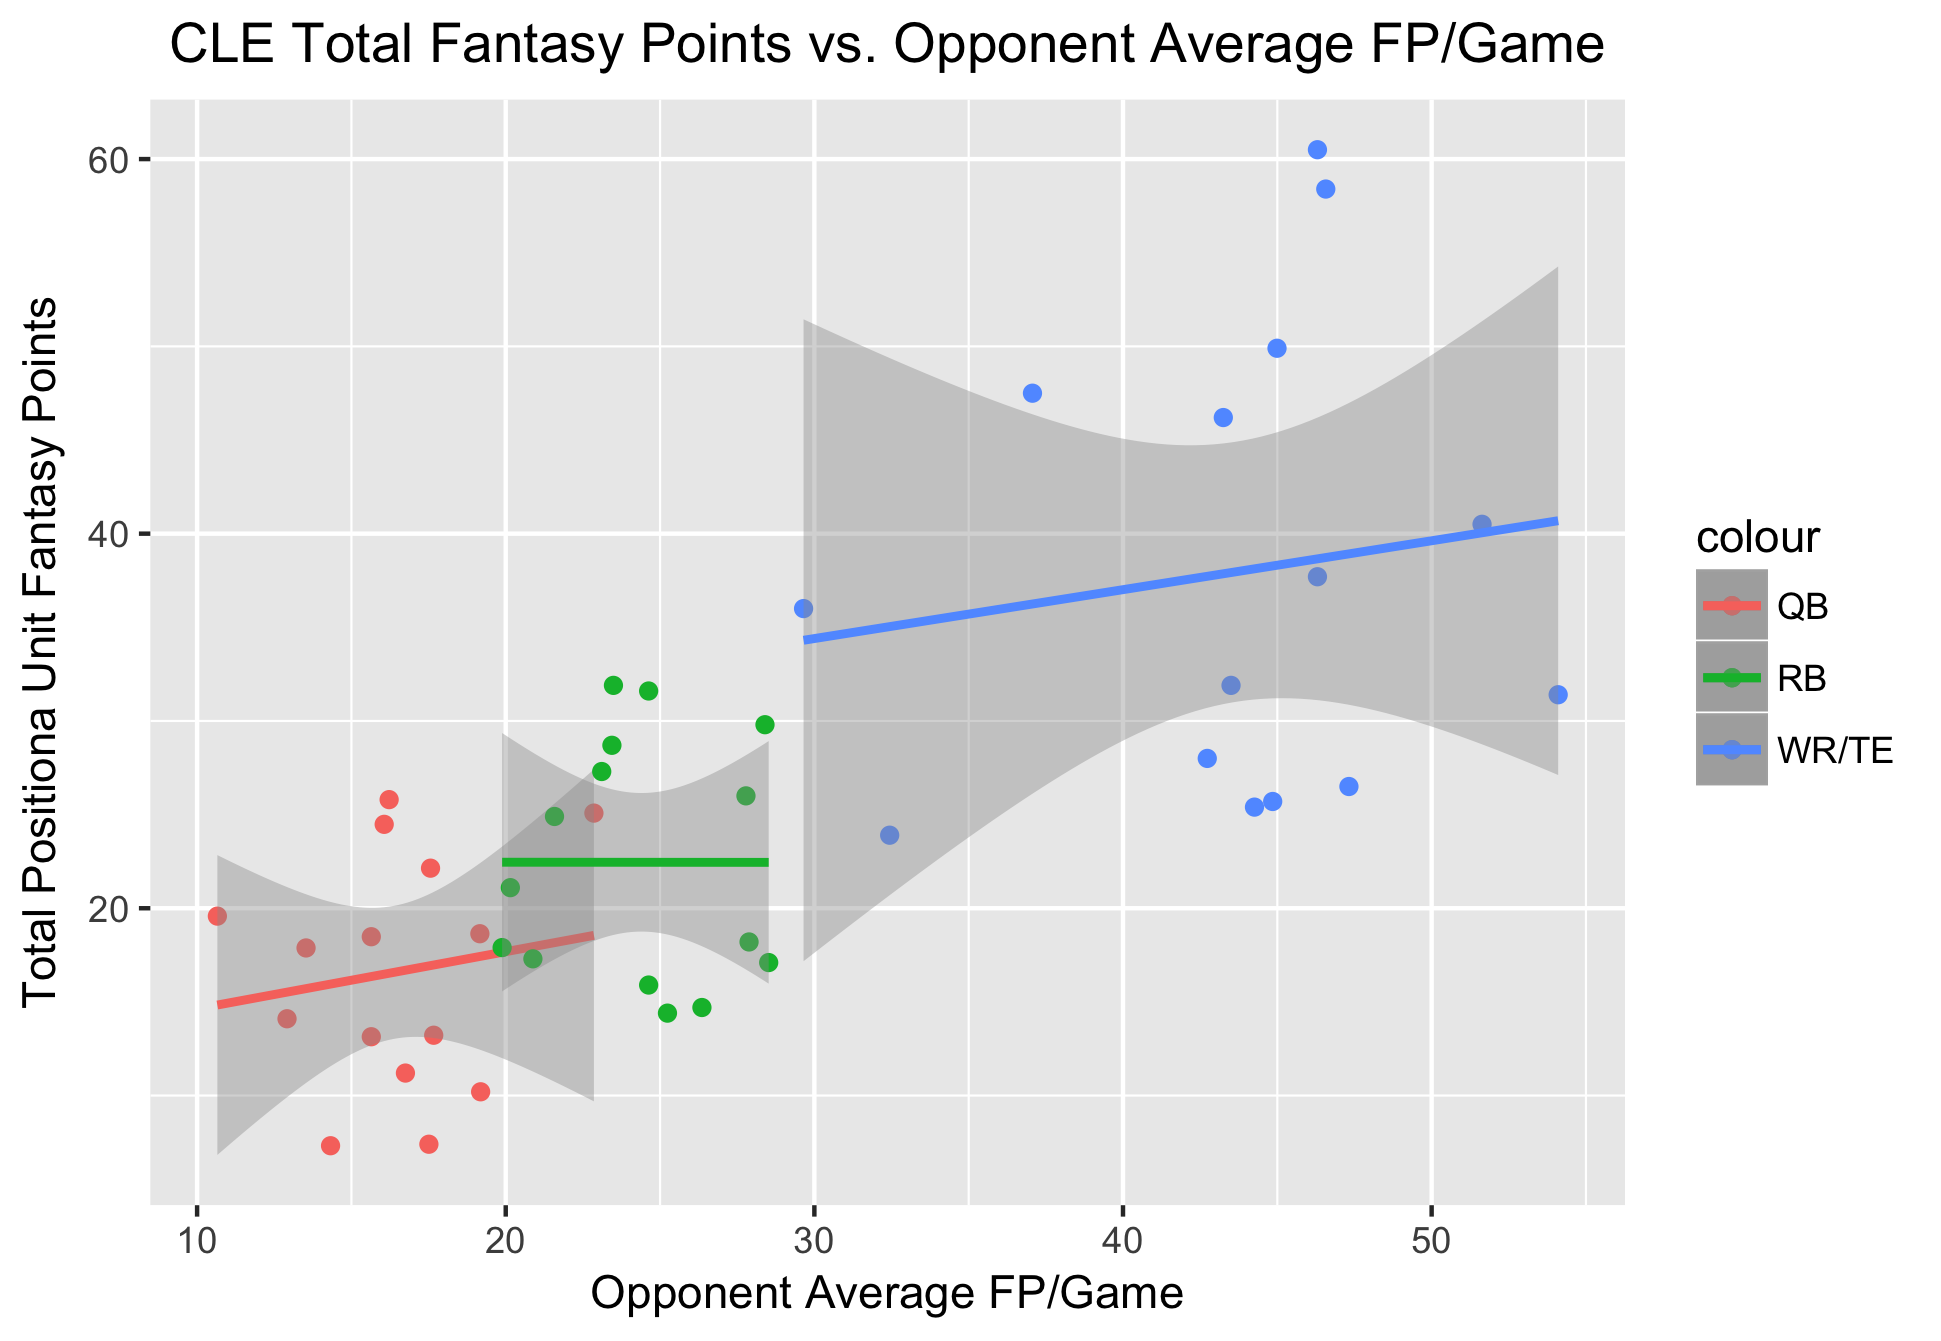 CLE Total Fantasy Points vs. Opponent Average FP/Game
Total Positiona Unit Fantasy Points
60
40
20
10
20
30
40
50
Opponent Average FP/Game
colour
QB
RB
WR/TE